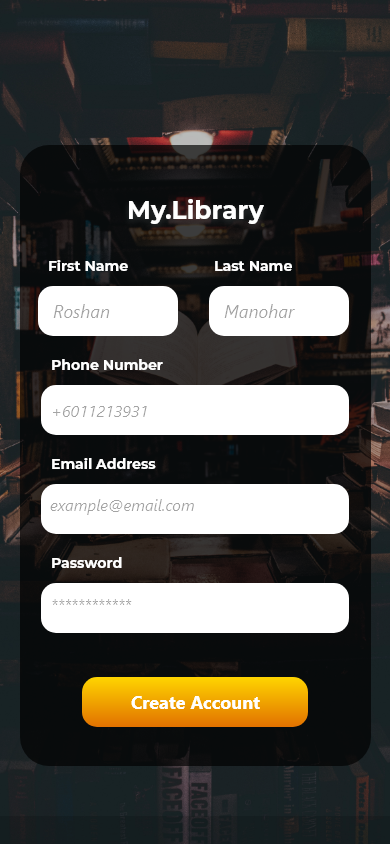 My.Library
First Name Last Name
Roshan Manohar
Phone Number
+6011213931
Email Address
example@email.com
Password
************
Create Account
FACEOFF